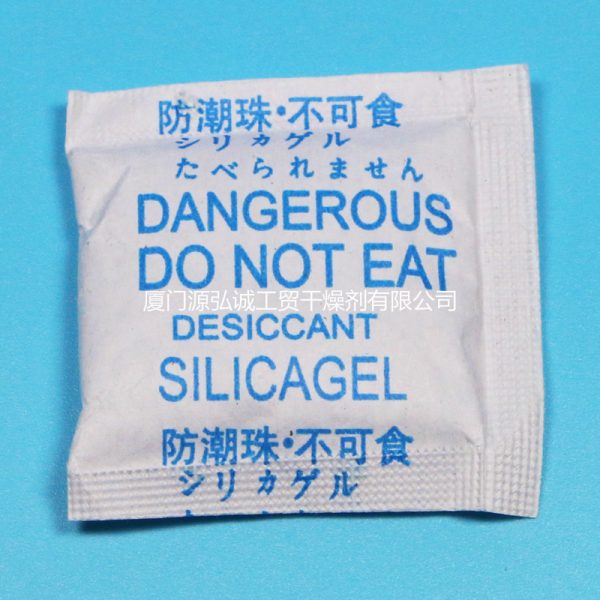 防潮珠·不可食
シリカゲル
たべられません
DANGEROUS
DO NOT EAT
厦门源弘诚工贸干燥剂有限公司
DESICCANT
SILICAGEL
防潮珠·不可食
シリカゲル